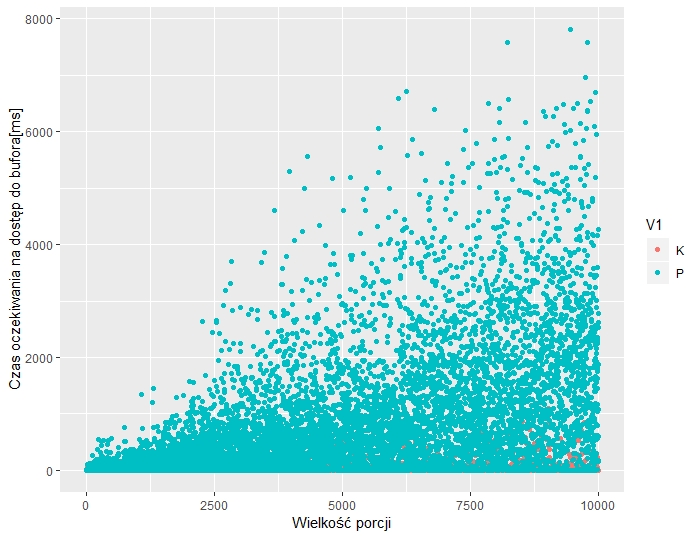 Czas oczekiwania na dostęp do bufora[ms]
8000
6000
4000
2000
0
0
2500
5000
7500
10000
Wielkość porcji
V1
K
P